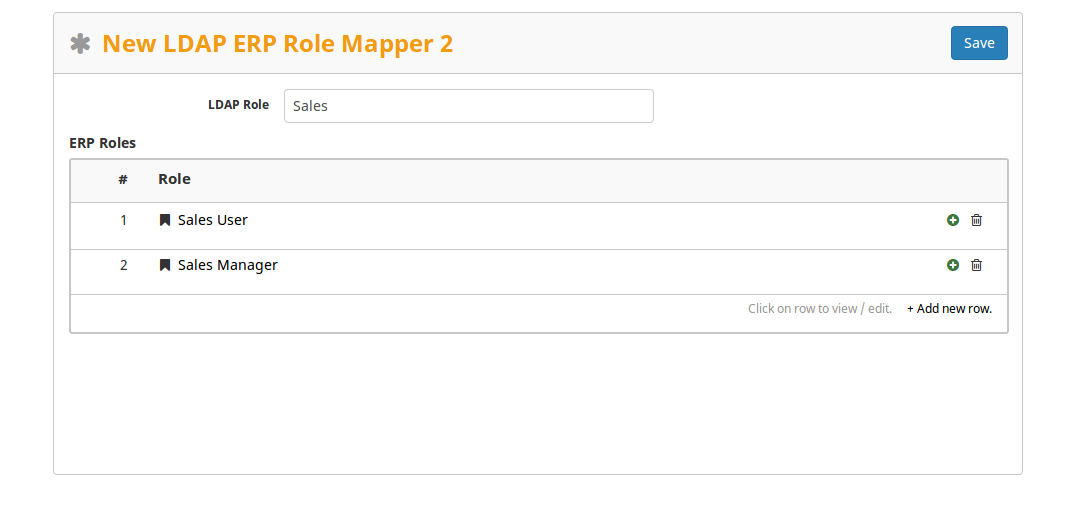 New LDAP ERP Role Mapper 2
Save
LDAP Role Sales
ERP Roles
# Role
1 Sales User
2 Sales Manager
Click on row to view / edit. + Add new row.